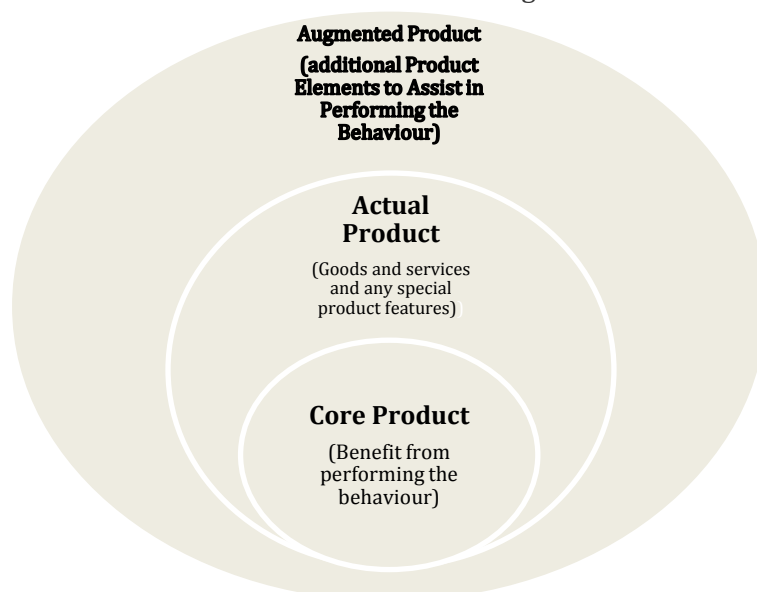 Augmented Product
(additional Product
Elements to Assist in
Performing the
Behaviour)
Actual
Product
(Goods and services
and any special
product features)
Core Product
(Benefit from
performing the
behaviour)